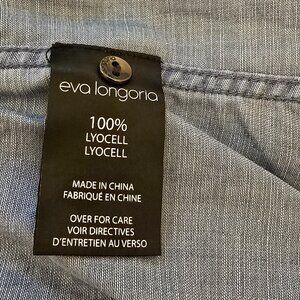 eva longoria
100%
LYOCELL
LYOCELL
MADE IN CHINA
FABRIQUÉ EN CHINE
OVER FOR CARE
VOIR DIRECTIVES
D'ENTRETIEN AU VERSO